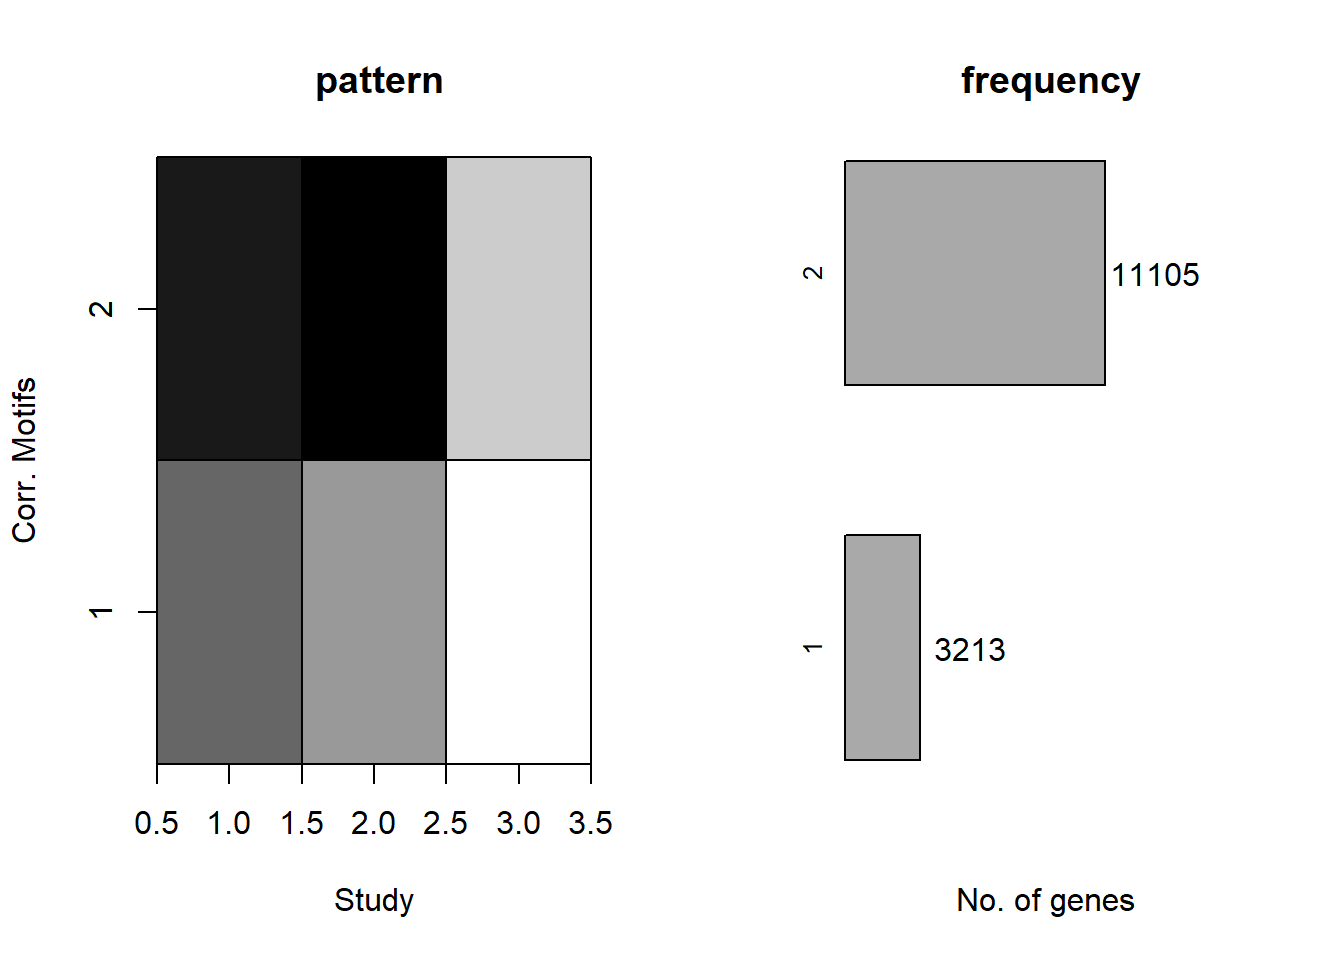 pattern
Corr. Motifs
2
1
0.5 1.0 1.5 2.0 2.5 3.0 3.5
Study
frequency
2
11105
1
3213
No. of genes